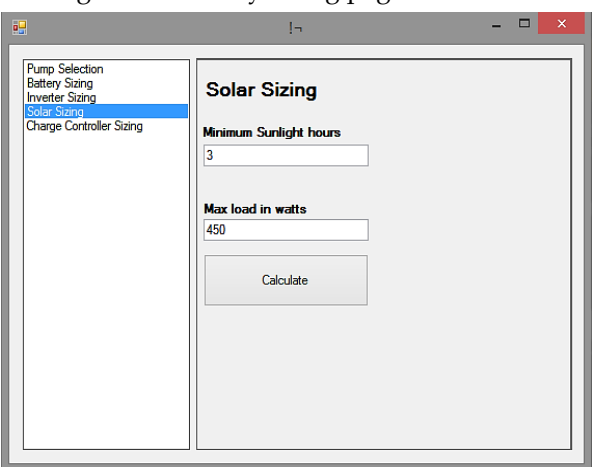 !¬
Pump Selection
Battery Sizing
Inverter Sizing
Solar Sizing
Charge Controller Sizing
Solar Sizing
Minimum Sunlight hours
3
Max load in watts
450
Calculate